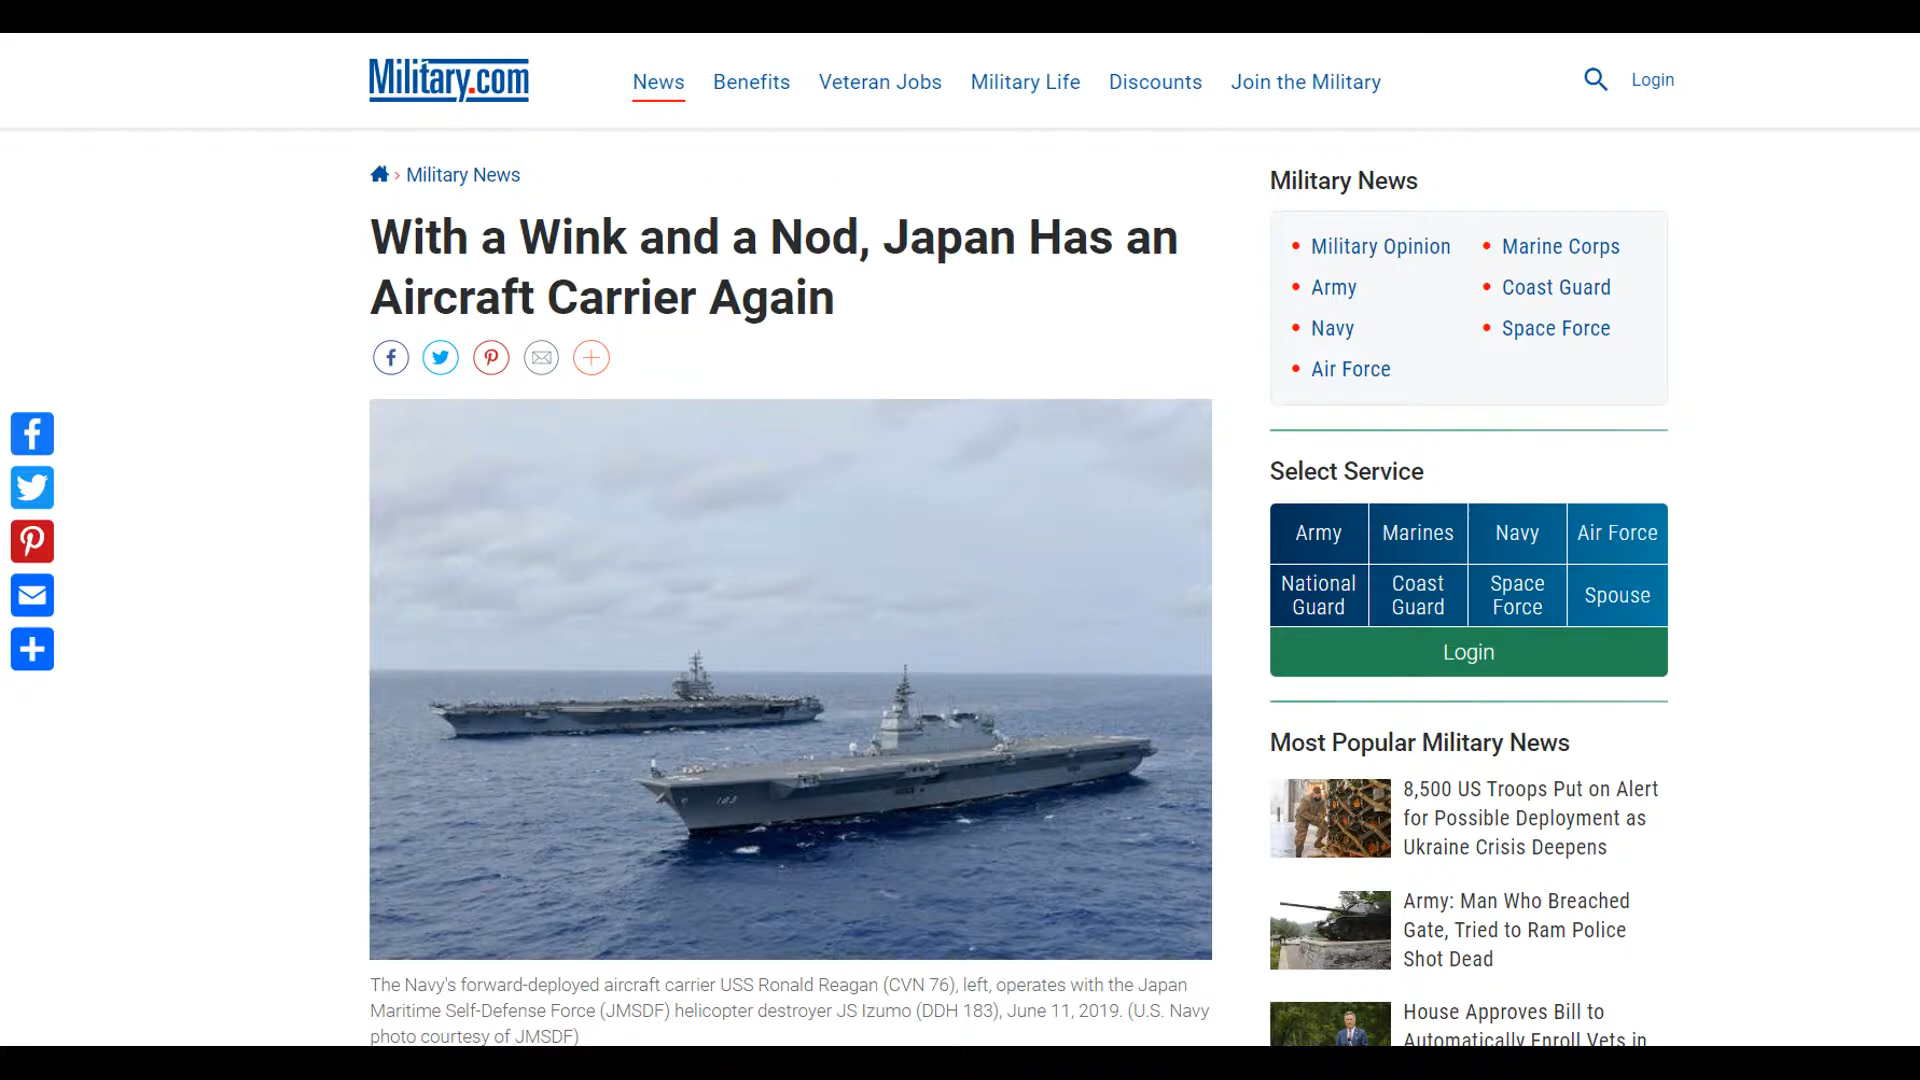 Military.com
News Benefits Veteran Jobs Military Life Discounts Join the Military
Login
Military News
With a Wink and a Nod, Japan Has an
Aircraft Carrier Again
183
The Navy's forward-deployed aircraft carrier USS Ronald Reagan (CVN 76), left, operates with the Japan
Maritime Self-Defense Force (JMSDF) helicopter destroyer JS Izumo (DDH 183), June 11, 2019. (U.S. Navy
photo courtesy of JMSDF)
Military News
Military Opinion
Army
Navy
Air Force
Marine Corps
Coast Guard
Space Force
Select Service
Army
Marines
Navy
Air Force
National
Guard
Coast
Guard
Space
Force
Spouse
Login
Most Popular Military News
8,500 US Troops Put on Alert
for Possible Deployment as
Ukraine Crisis Deepens
Army: Man Who Breached
Gate, Tried to Ram Police
Shot Dead
House Approves Bill to
Automatically Enroll Vets in